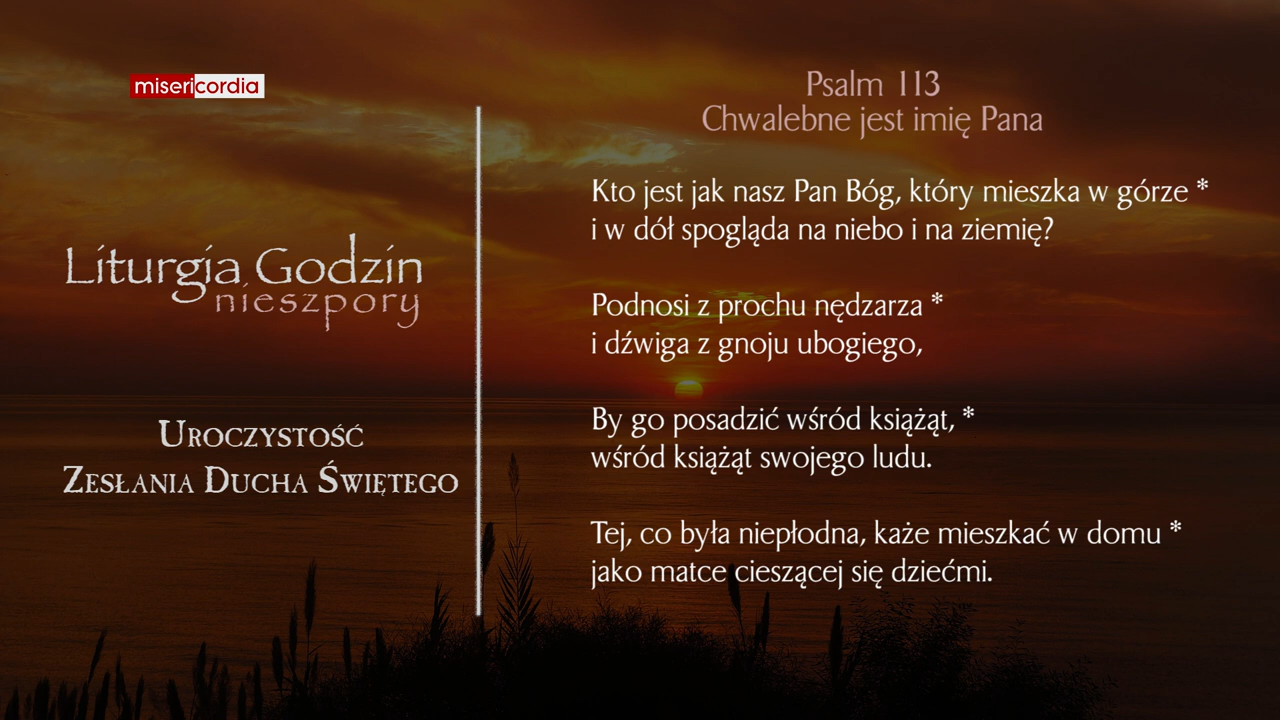 misericordia
Liturgia Godzin
nieszpory
Uroczystość
Zesłania Ducha Świętego
Psalm 113
Chwalebne jest imię Pana
Kto jest jak nasz Pan Bóg, który mieszka w górze *
i w dół spogląda na niebo i na ziemię?
Podnosi z prochu nędzarza *
i dźwiga z gnoju ubogiego,
By go posadzić wśród książąt, *
wśród książąt swojego ludu.
Tej, co była niepłodna, każe mieszkać w domu *
jako matce cieszącej się dziećmi.